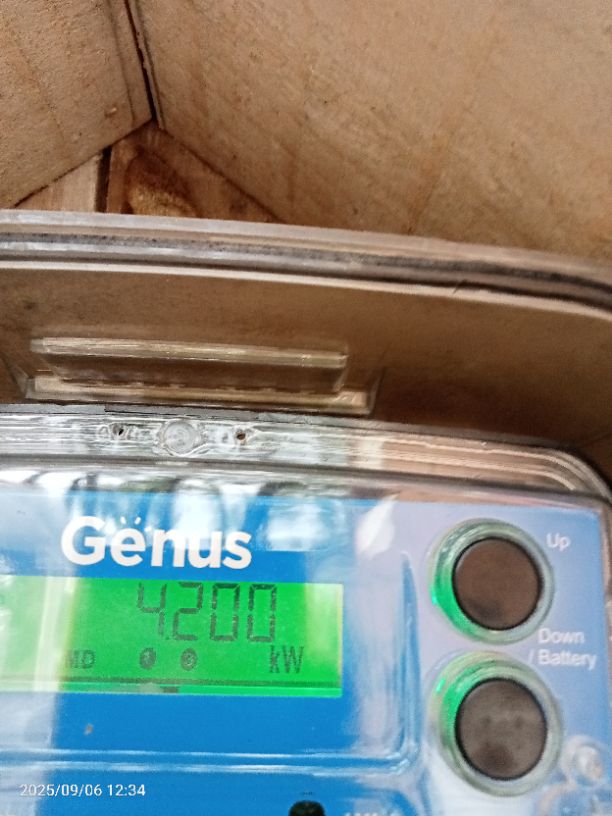 Genus
Up
4.200
MD kW
Down
/ Battery
2025/09/06 12:34